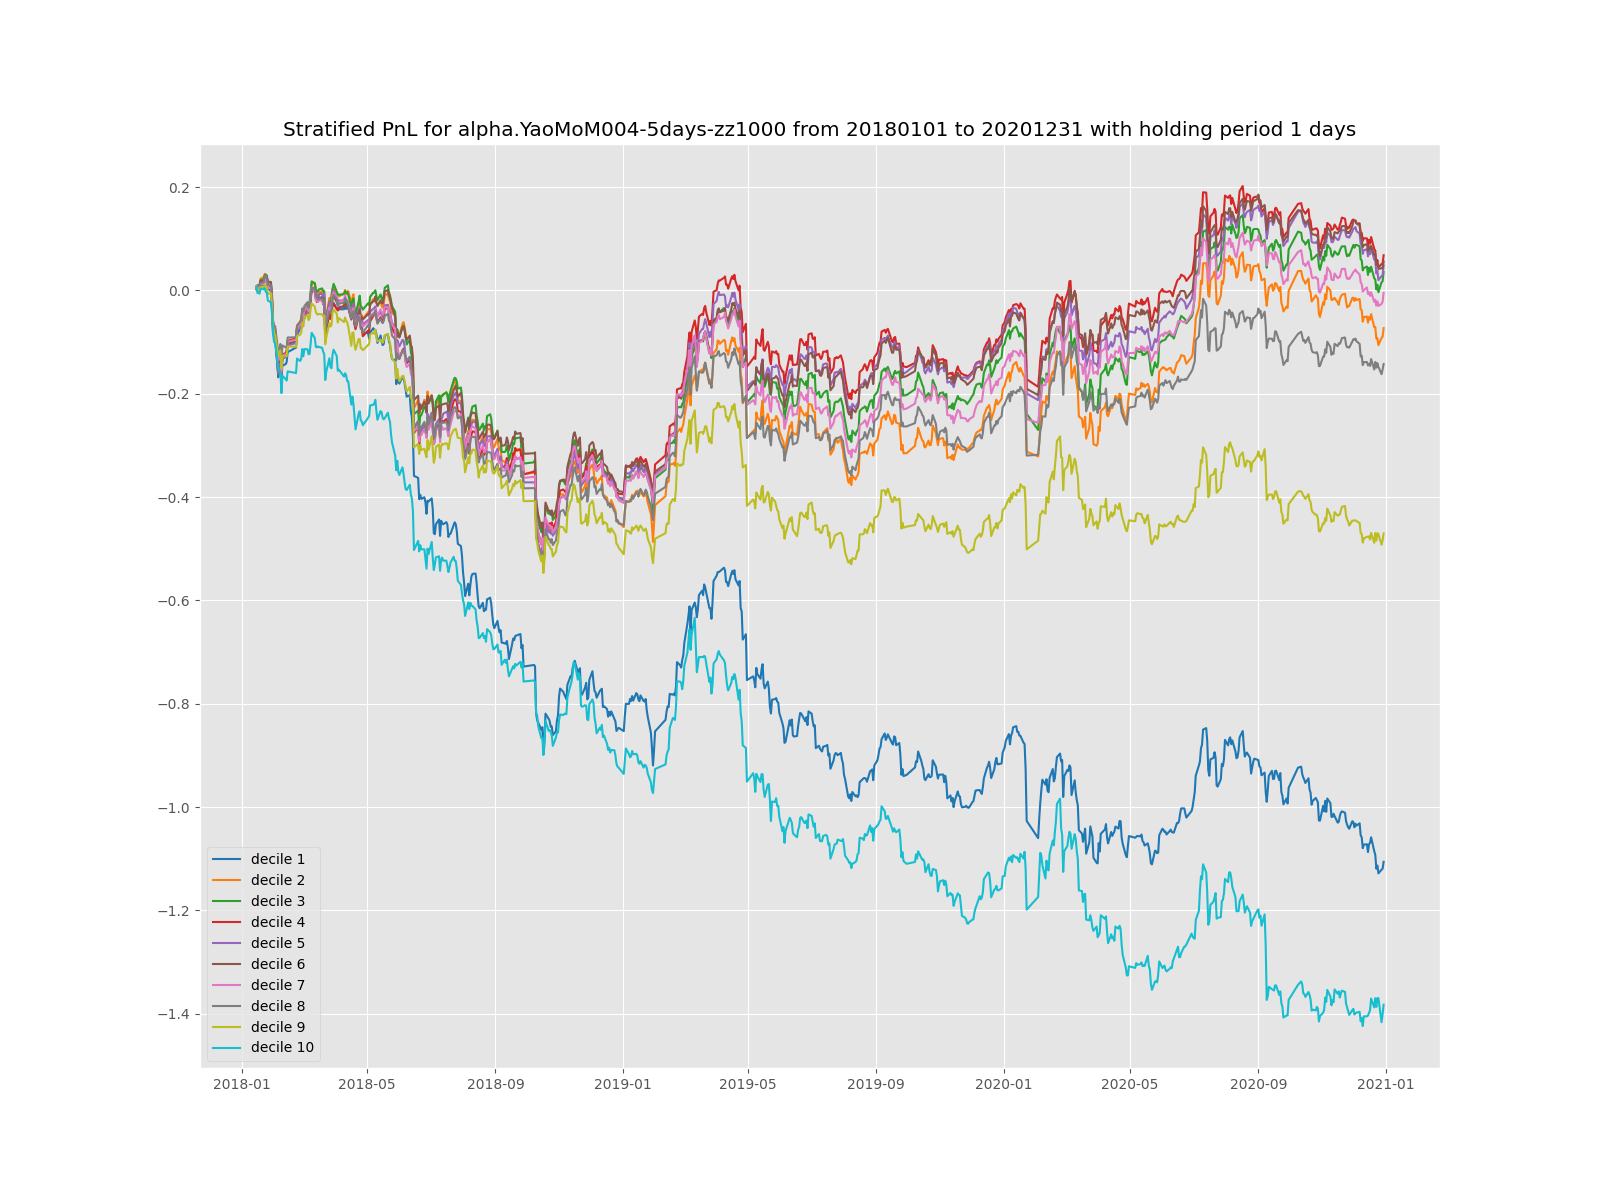 Stratified PnL for alpha.YaoMoM004-5days-zz1000 from 20180101 to 20201231 with holding period 1 days
0.2
0.0
−0.2
−0.4
−0.6
−0.8
−1.0
−1.2
−1.4
decile 1
decile 2
decile 3
decile 4
decile 5
decile 6
decile 7
decile 8
decile 9
decile 10
2018-01 2018-05 2018-09 2019-01 2019-05 2019-09 2020-01 2020-05 2020-09 2021-01